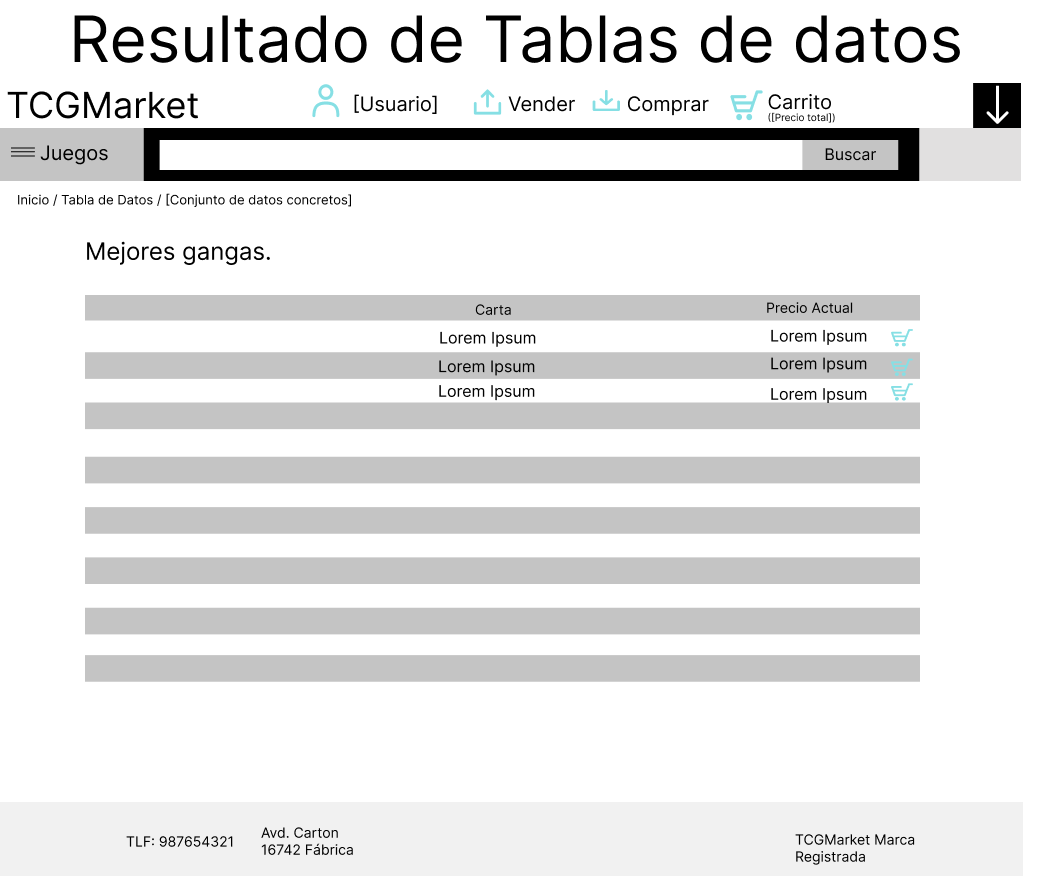 Resultado de Tablas de datos
TCGMarket
[Usuario]
Vender
Comprar
Carrito
([Precio total])
Juegos
Buscar
Inicio / Tabla de Datos / [Conjunto de datos concretos]
Mejores gangas.
Carta
Precio Actual
Lorem Ipsum
Lorem Ipsum
Lorem Ipsum
Lorem Ipsum
Lorem Ipsum
Lorem Ipsum
TLF: 987654321
Avd. Carton
16742 Fábrica
TCGMarket Marca
Registrada